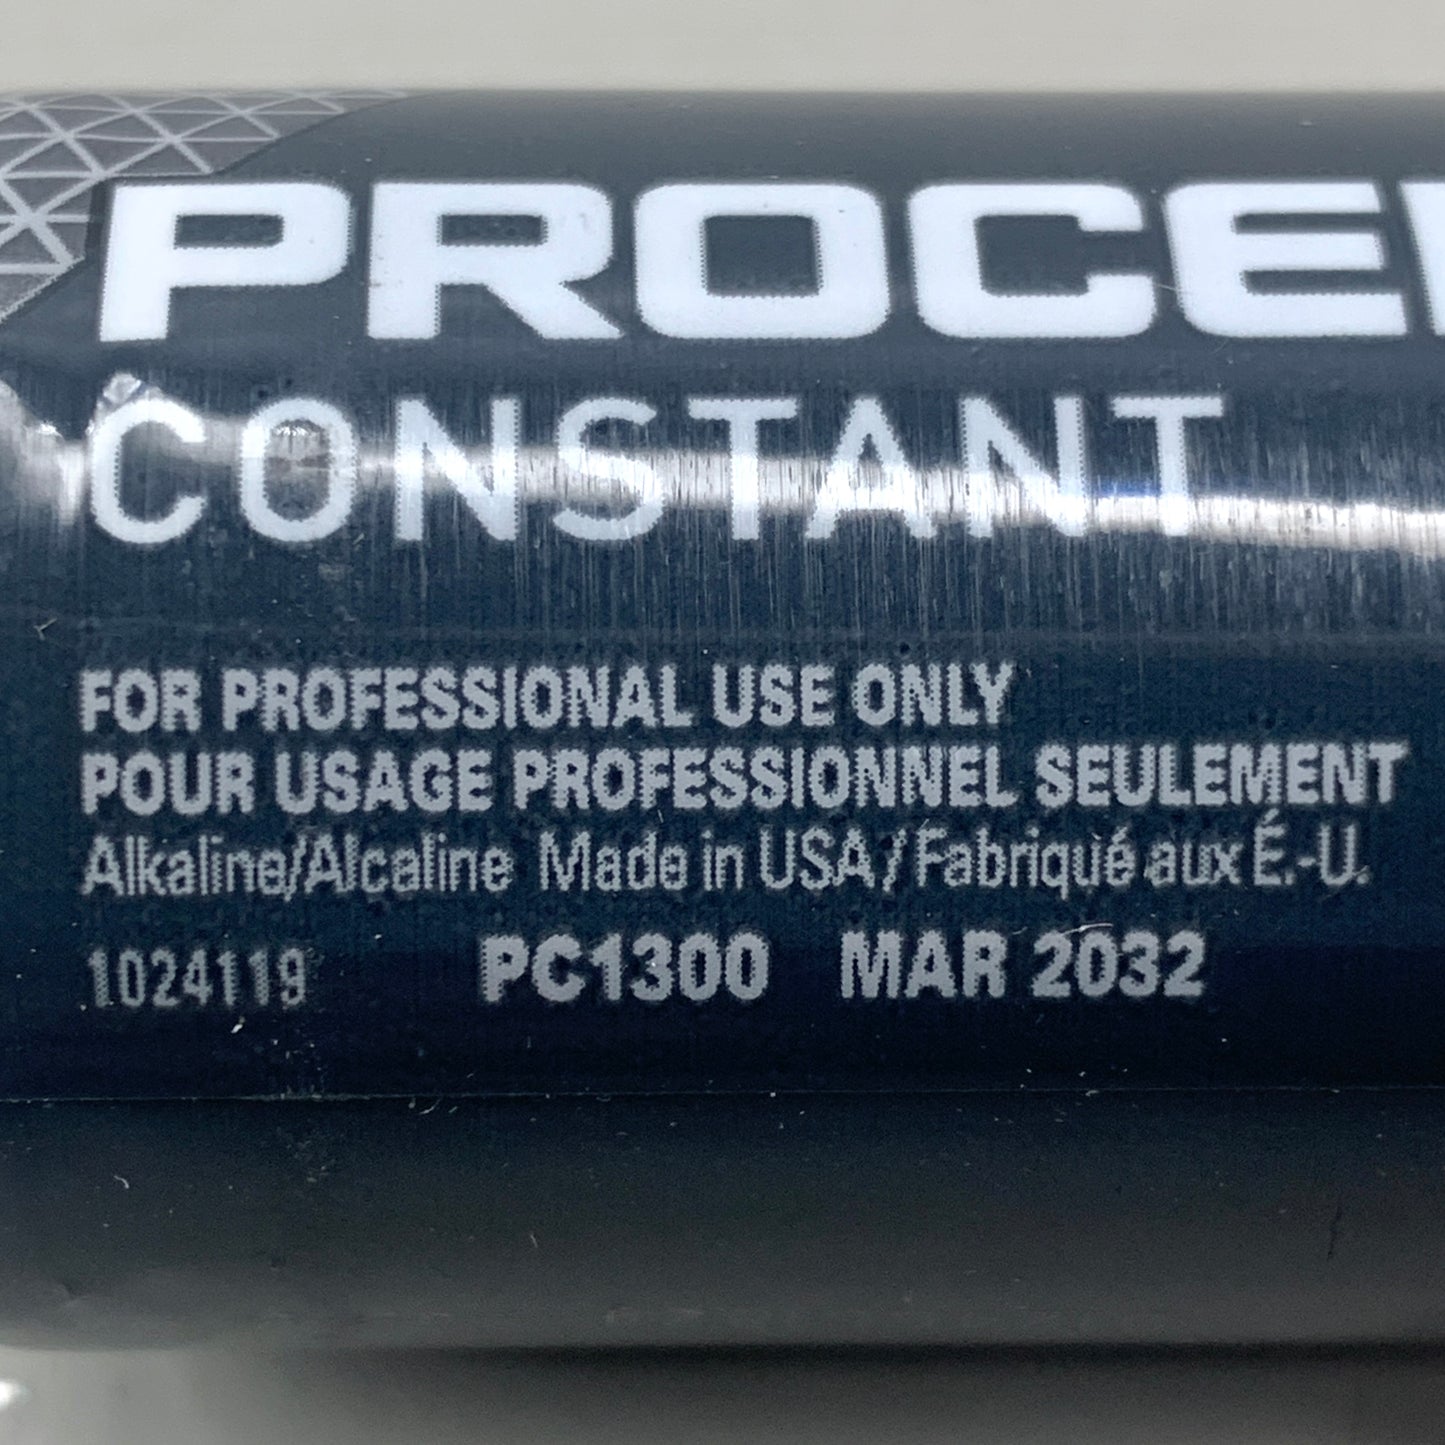 PROCE
CONSTANT
FOR PROFESSIONAL USE ONLY
POUR USAGE PROFESSIONNEL SEULEMENT
Alkaline/Alcaline Made in USA / Fabriqué aux É.-U.
1024119 PC1300 MAR 2032